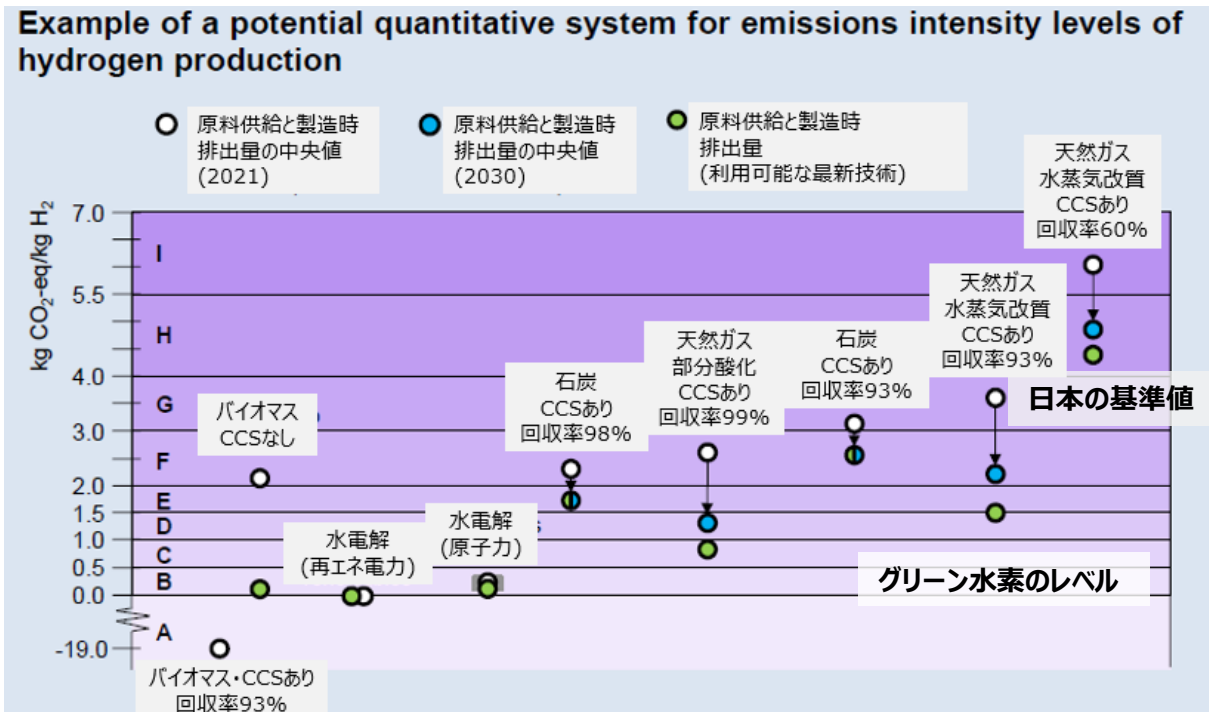 Example of a potential quantitative system for emissions intensity levels of
hydrogen production
原料供給と製造時
排出量の中央値
(2021)
原料供給と製造時
排出量の中央値
(2030)
原料供給と製造時
排出量
(利用可能な最新技術)
kg CO₂-eq/kg H₂
7.0
5.5
4.0
3.0
2.0
1.5
1.0
0.5
0.0
-19.0
I
H
G
F
E
D
C
B
A
バイオマス・CCSあり
回収率93%
バイオマス
CCSなし
水電解
(再エネ電力)
水電解
(原子力)
石炭
CCSあり
回収率98%
天然ガス
部分酸化
CCSあり
回収率99%
石炭
CCSあり
回収率93%
天然ガス
水蒸気改質
CCSあり
回収率93%
天然ガス
水蒸気改質
CCSあり
回収率60%
日本の基準値
グリーン水素のレベル